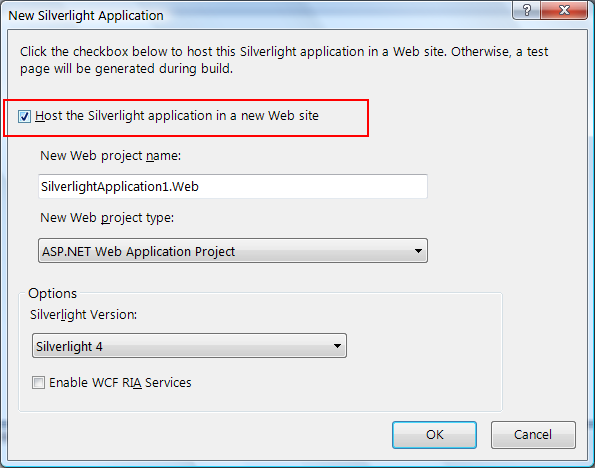 New Silverlight Application
Click the checkbox below to host this Silverlight application in a Web site. Otherwise, a test
page will be generated during build.
Host the Silverlight application in a new Web site
New Web project name:
SilverlightApplication1.Web
New Web project type:
ASP.NET Web Application Project
Options
Silverlight Version:
Silverlight 4
Enable WCF RIA Services
OK
Cancel